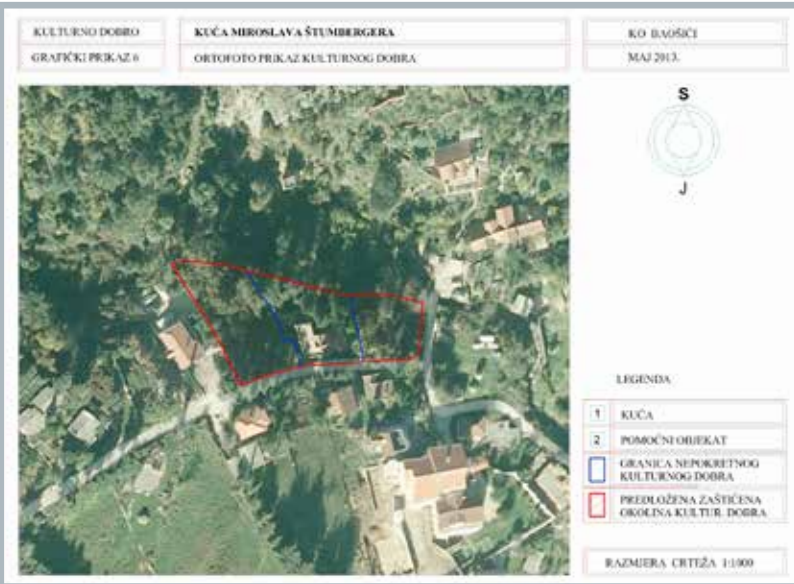 KULTURNO DOBRO
KUĆA MIROSLAVA ŠTUMBERGERA
KO BAOŠIĆI
GRAFIČKI PRIKAZ 6
ORTOFOTO PRIKAZ KULTURNOG DOBRA
MAJ 2013.
S
J
LEGENDA
1 KUĆA
2 POMOĆNI OBJEKAT
GRANICA NEPOKRETNOG
KULTURNOG DOBRA
PREDLOŽENA ZAŠTIĆENA
OKOLINA KULTUR. DOBRA
RAZMJERA CRTEŽA 1:1000